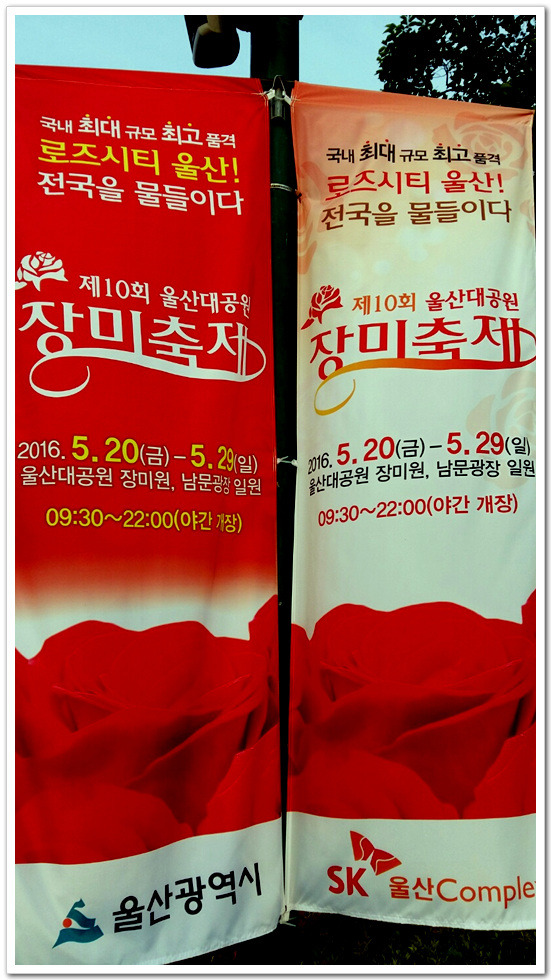 국내 최대 규모 최고 품격
로즈시티 울산!
전국을 물들이다
제10회 울산대공원
장미축제
2016. 5. 20(금) – 5. 29(일)
울산대공원 장미원, 남문광장 일원
09:30~22:00(야간 개장)
울산광역시
국내 최대 규모 최고 품격
로즈시티 울산!
전국을 물들이다
제10회 울산대공원
장미축제
2016. 5. 20(금) – 5. 29(일)
울산대공원 장미원, 남문광장 일원
09:30~22:00(야간 개장)
SK 울산Comple